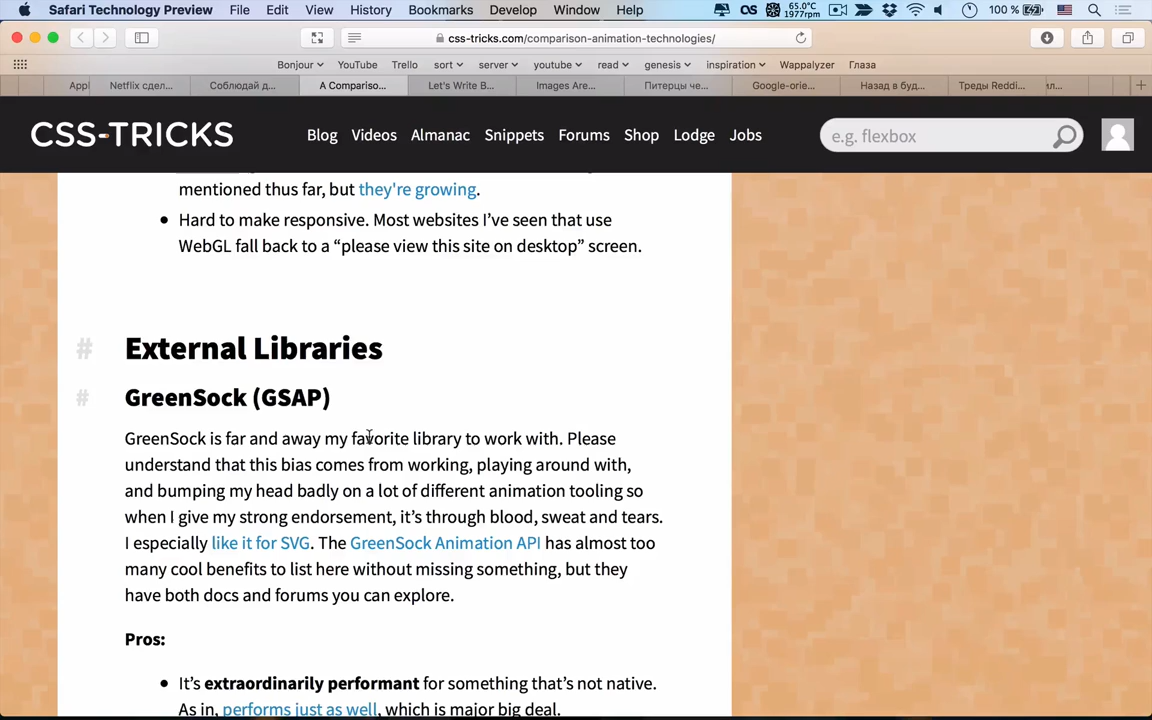 Safari Technology Preview File Edit View History Bookmarks Develop Window Help 65.0°C 1977rpm 100 %
css-tricks.com/comparison-animation-technologies/
Bonjour YouTube Trello sort server youtube read genesis inspiration Wappalyzer Глаза
Appl Netflix сдел... Соблюдай д... A Compariso... Let's Write B... Images Are... Питерцы че... Google-orie... Назад в буд... Треды Reddi... ил...
CSS-TRICKS Blog Videos Almanac Snippets Forums Shop Lodge Jobs e.g. flexbox
mentioned thus far, but they're growing.
Hard to make responsive. Most websites I've seen that use
WebGL fall back to a “please view this site on desktop” screen.
# External Libraries
# GreenSock (GSAP)
GreenSock is far and away my favorite library to work with. Please
understand that this bias comes from working, playing around with,
and bumping my head badly on a lot of different animation tooling so
when I give my strong endorsement, it's through blood, sweat and tears.
I especially like it for SVG. The GreenSock Animation API has almost too
many cool benefits to list here without missing something, but they
have both docs and forums you can explore.
Pros:
It's extraordinarily performant for something that's not native.
As in, performs just as well, which is major big deal.